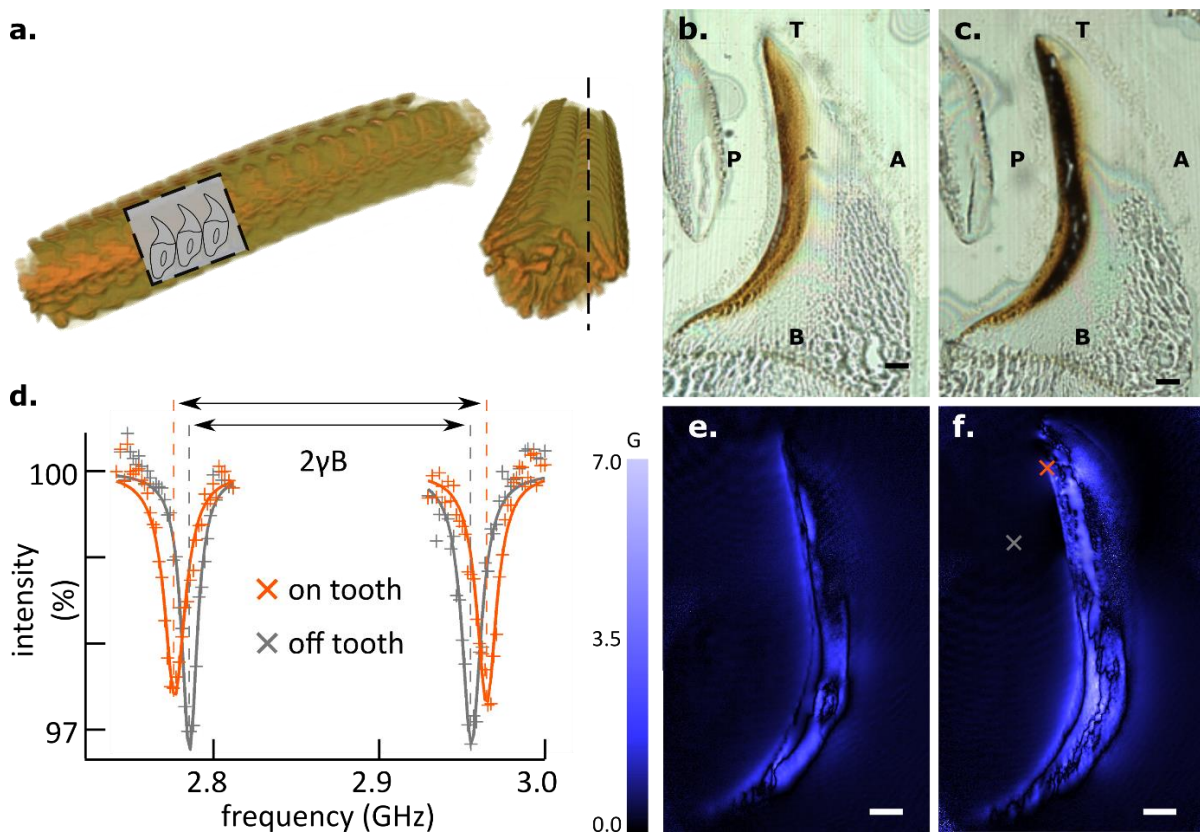 a.
b.
T
P
A
B
c.
T
P
A
B
d.
2γB
100
97
intensity
(%)
on tooth
off tooth
2.8
2.9
3.0
frequency (GHz)
G
7.0
3.5
0.0
e.
f.